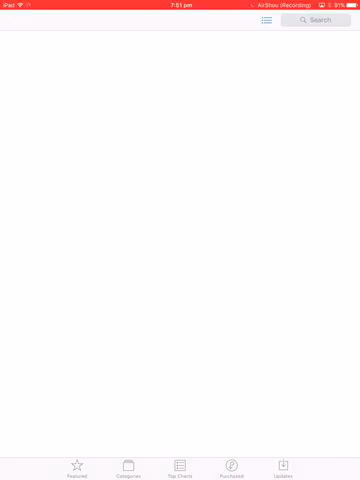 iPad 7:51 pm AirShou (Recording) 91%
Search
Featured Categories Top Charts Purchased Updates